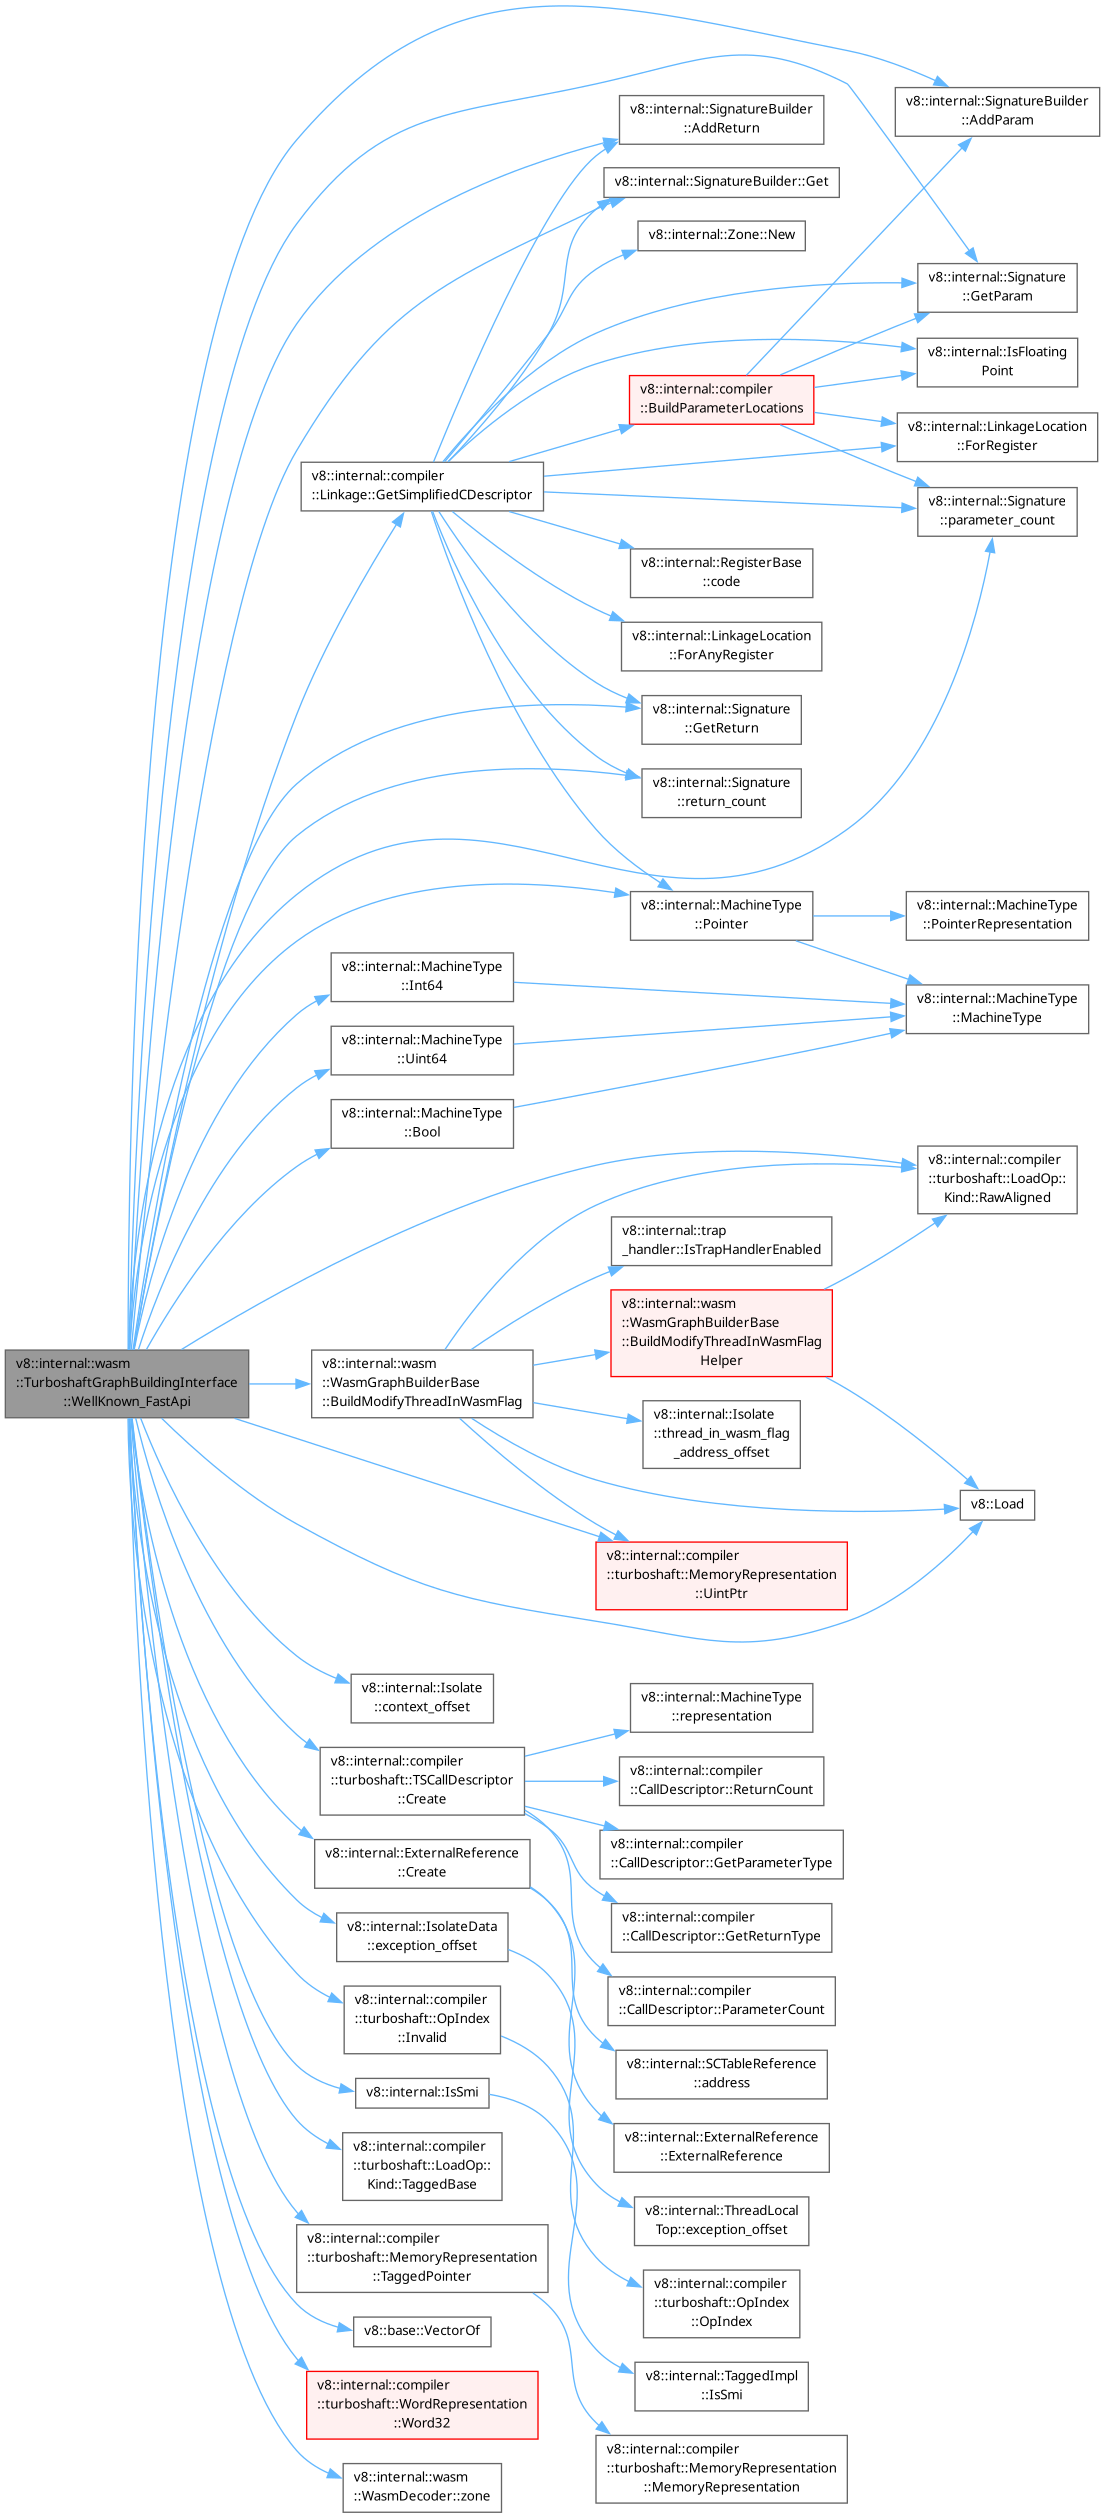 v8::internal::SignatureBuilder
::AddParam
v8::internal::SignatureBuilder
::AddReturn
v8::internal::SignatureBuilder::Get
v8::internal::Zone::New
v8::internal::Signature
::GetParam
v8::internal::IsFloating
Point
v8::internal::compiler
::BuildParameterLocations
v8::internal::LinkageLocation
::ForRegister
v8::internal::compiler
::Linkage::GetSimplifiedCDescriptor
v8::internal::Signature
::parameter_count
v8::internal::RegisterBase
::code
v8::internal::LinkageLocation
::ForAnyRegister
v8::internal::Signature
::GetReturn
v8::internal::Signature
::return_count
v8::internal::MachineType
::Pointer
v8::internal::MachineType
::PointerRepresentation
v8::internal::MachineType
::Int64
v8::internal::MachineType
::MachineType
v8::internal::MachineType
::Uint64
v8::internal::MachineType
::Bool
v8::internal::compiler
::turboshaft::LoadOp::
Kind::RawAligned
v8::internal::trap
_handler::IsTrapHandlerEnabled
v8::internal::wasm
::WasmGraphBuilderBase
::BuildModifyThreadInWasmFlag
Helper
v8::internal::wasm
::TurboshaftGraphBuildingInterface
::WellKnown_FastApi
v8::internal::wasm
::WasmGraphBuilderBase
::BuildModifyThreadInWasmFlag
v8::internal::Isolate
::thread_in_wasm_flag
_address_offset
v8::Load
v8::internal::compiler
::turboshaft::MemoryRepresentation
::UintPtr
v8::internal::Isolate
::context_offset
v8::internal::MachineType
::representation
v8::internal::compiler
::turboshaft::TSCallDescriptor
::Create
v8::internal::compiler
::CallDescriptor::ReturnCount
v8::internal::compiler
::CallDescriptor::GetParameterType
v8::internal::ExternalReference
::Create
v8::internal::compiler
::CallDescriptor::GetReturnType
v8::internal::IsolateData
::exception_offset
v8::internal::compiler
::CallDescriptor::ParameterCount
v8::internal::compiler
::turboshaft::OpIndex
::Invalid
v8::internal::SCTableReference
::address
v8::internal::IsSmi
v8::internal::ExternalReference
::ExternalReference
v8::internal::compiler
::turboshaft::LoadOp::
Kind::TaggedBase
v8::internal::ThreadLocal
Top::exception_offset
v8::internal::compiler
::turboshaft::MemoryRepresentation
::TaggedPointer
v8::internal::compiler
::turboshaft::OpIndex
::OpIndex
v8::base::VectorOf
v8::internal::TaggedImpl
::IsSmi
v8::internal::compiler
::turboshaft::WordRepresentation
::Word32
v8::internal::compiler
::turboshaft::MemoryRepresentation
::MemoryRepresentation
v8::internal::wasm
::WasmDecoder::zone